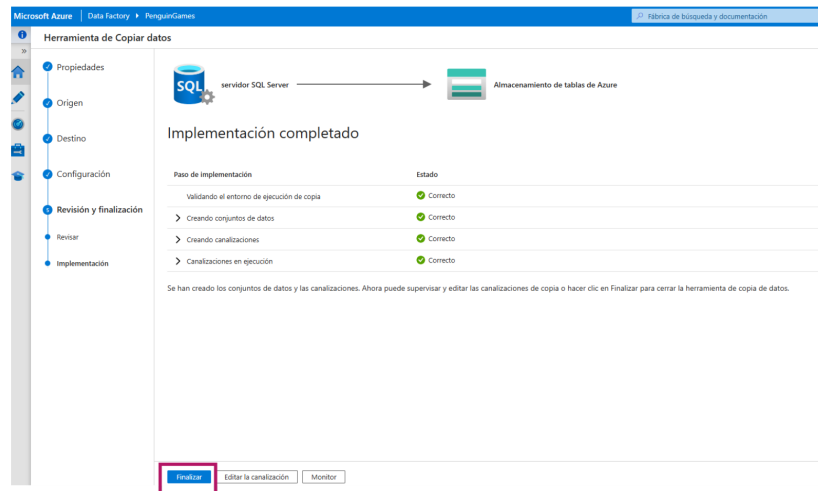 Microsoft Azure | Data Factory ▸ PenguinGames
Fábrica de búsqueda y documentación
Herramienta de Copiar datos
Propiedades
Origen
Destino
Configuración
5 Revisión y finalización
Revisar
Implementación
SQL
servidor SQL Server
Almacenamiento de tablas de Azure
Implementación completado
Paso de implementación Estado
Validando el entorno de ejecución de copia Correcto
Creando conjuntos de datos Correcto
Creando canalizaciones Correcto
Canalizaciones en ejecución Correcto
Se han creado los conjuntos de datos y las canalizaciones. Ahora puede supervisar y editar las canalizaciones de copia o hacer clic en Finalizar para cerrar la herramienta de copia de datos.
Finalizar Editar la canalización Monitor